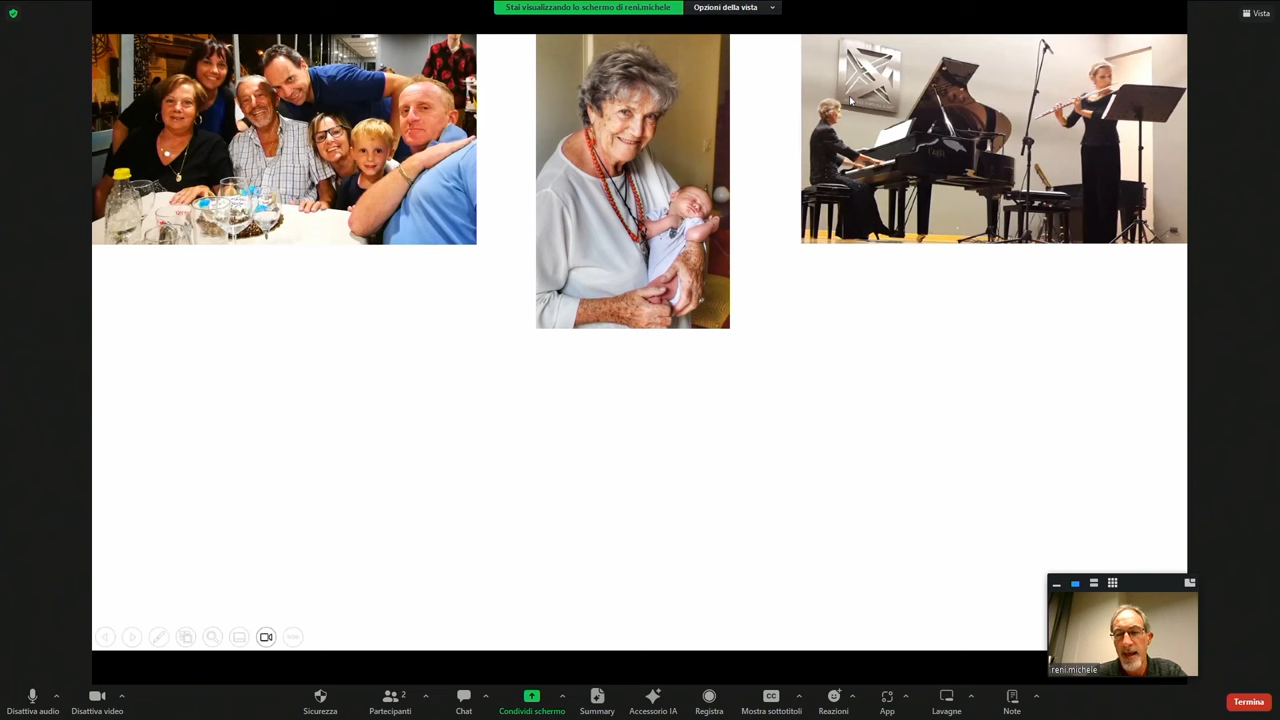 Stai visualizzando lo schermo di reni.michele
Opzioni della vista
Vista
reni.michele
Disattiva audio
Disattiva video
Sicurezza
Partecipanti
2
Chat
Condividi schermo
Summary
Accessorio IA
Registra
CC
Mostra sottotitoli
Reazioni
App
Lavagne
Note
Termina